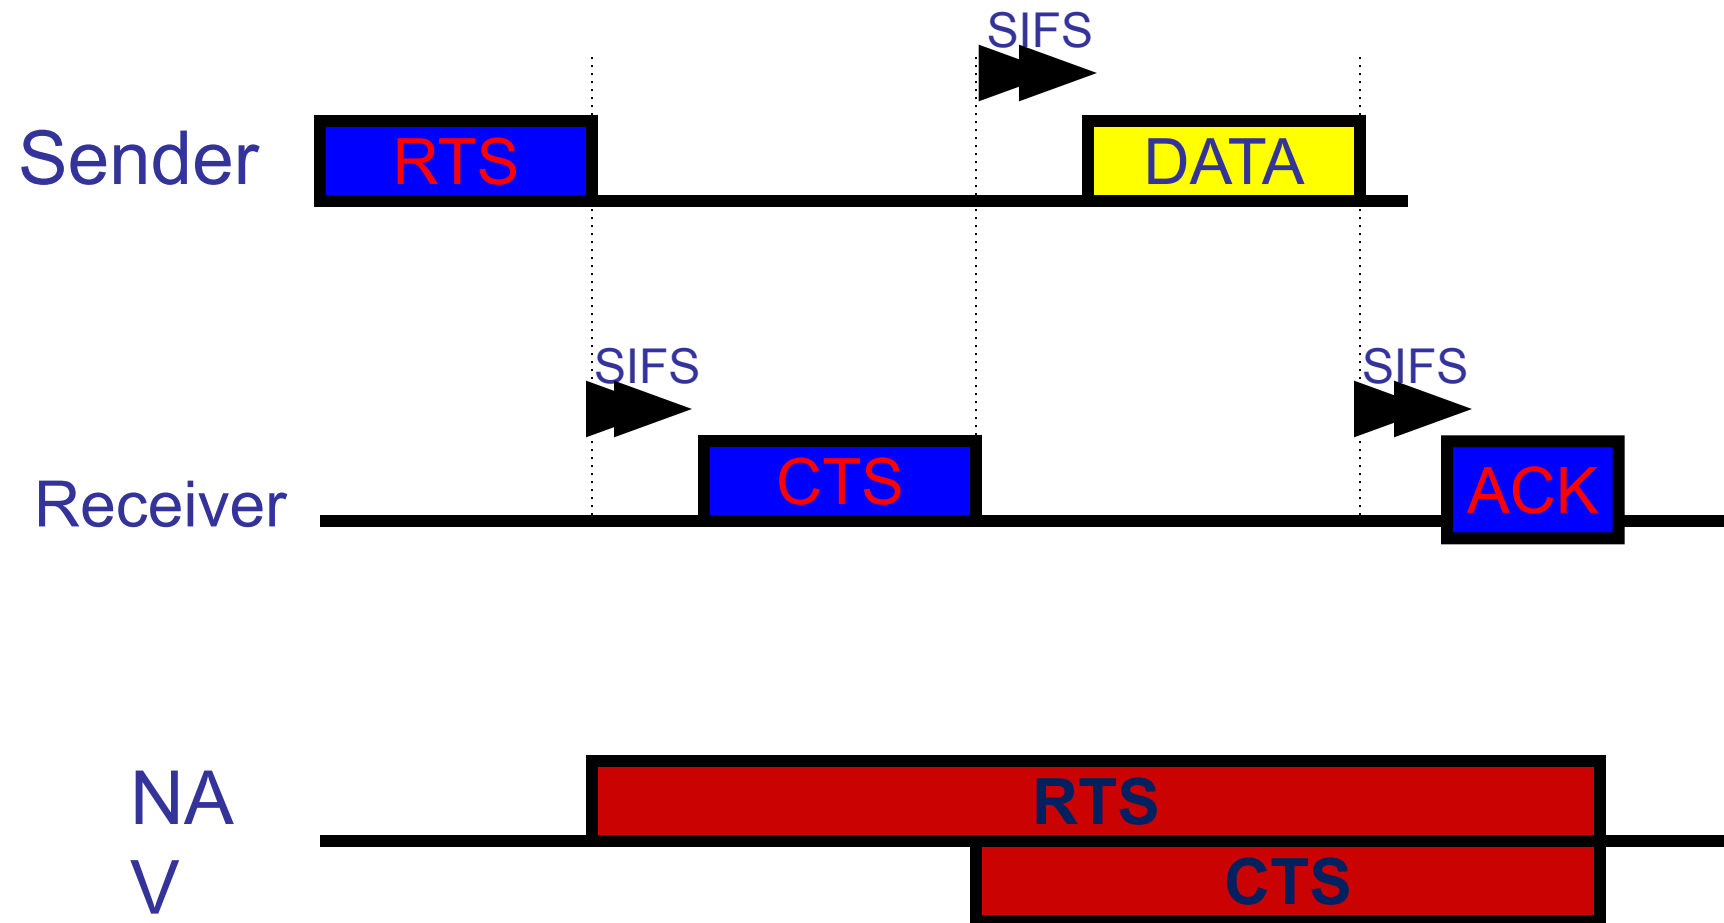 SIFS
Sender
RTS
DATA
SIFS
SIFS
Receiver
CTS
ACK
NA
V
RTS
CTS